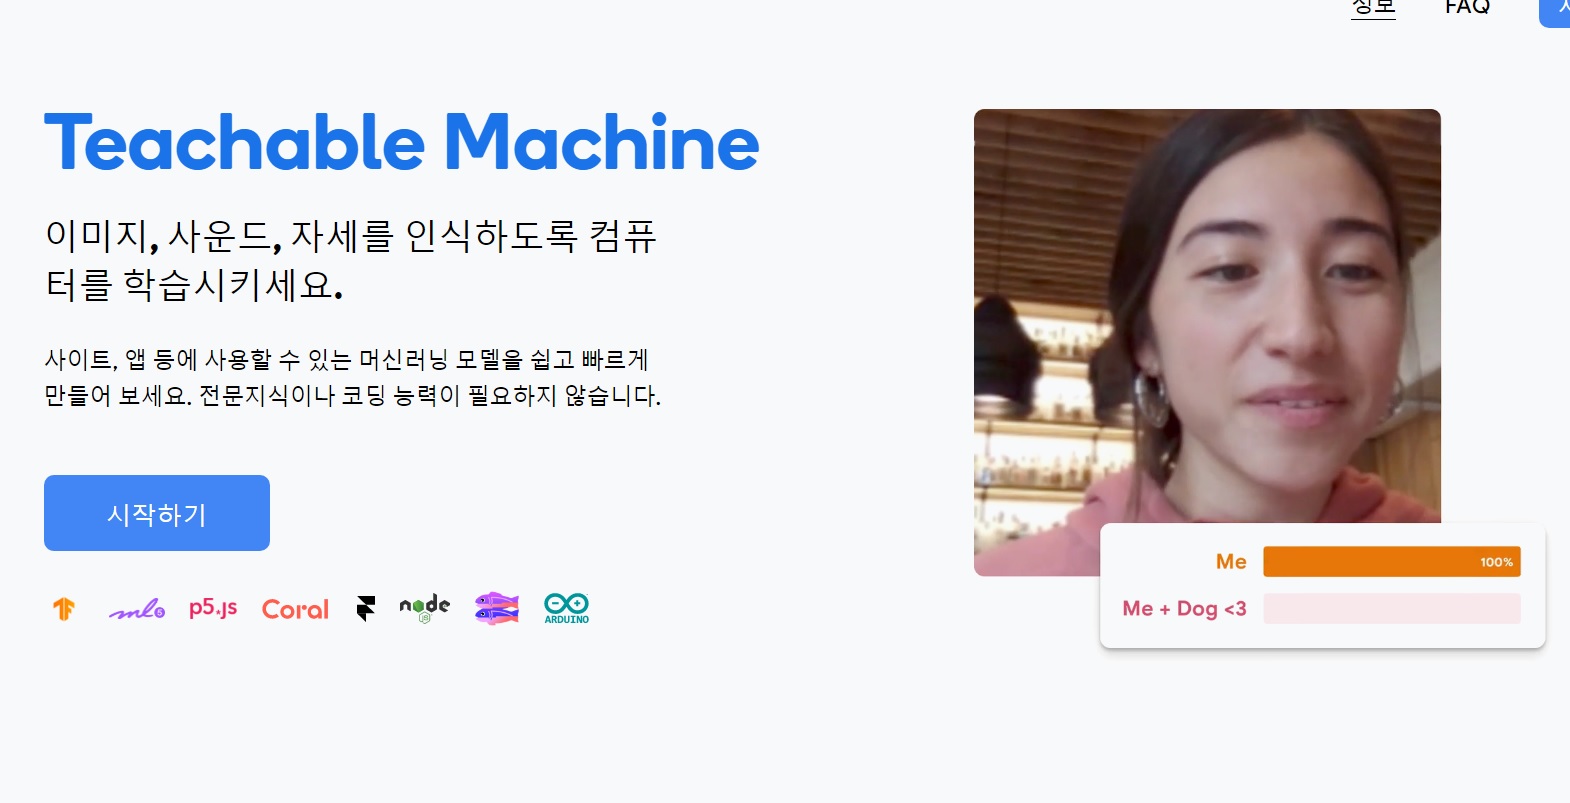 정보 FAQ
Teachable Machine
이미지, 사운드, 자세를 인식하도록 컴퓨
터를 학습시키세요.
사이트, 앱 등에 사용할 수 있는 머신러닝 모델을 쉽고 빠르게
만들어 보세요. 전문지식이나 코딩 능력이 필요하지 않습니다.
시작하기
ml5 p5.js Coral node JS ARDUINO
Me 100%
Me + Dog <3